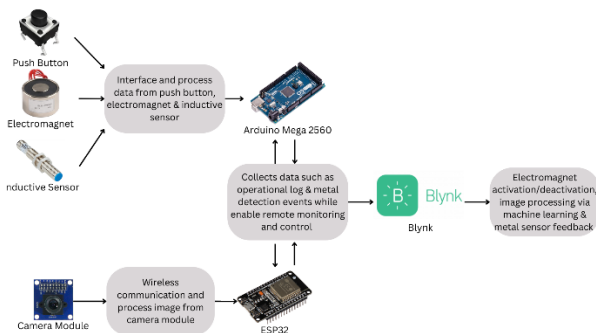 Push Button
Interface and process
data from push button,
electromagnet & inductive
sensor
Electromagnet
Arduino Mega 2560
nductive Sensor
Collects data such as
operational log & metal
detection events while
enable remote monitoring
and control
B
Blynk
Blynk
Electromagnet
activation/deactivation,
image processing via
machine learning &
metal sensor feedback
Wireless
communication and
process image from
camera module
Camera Module
ESP32